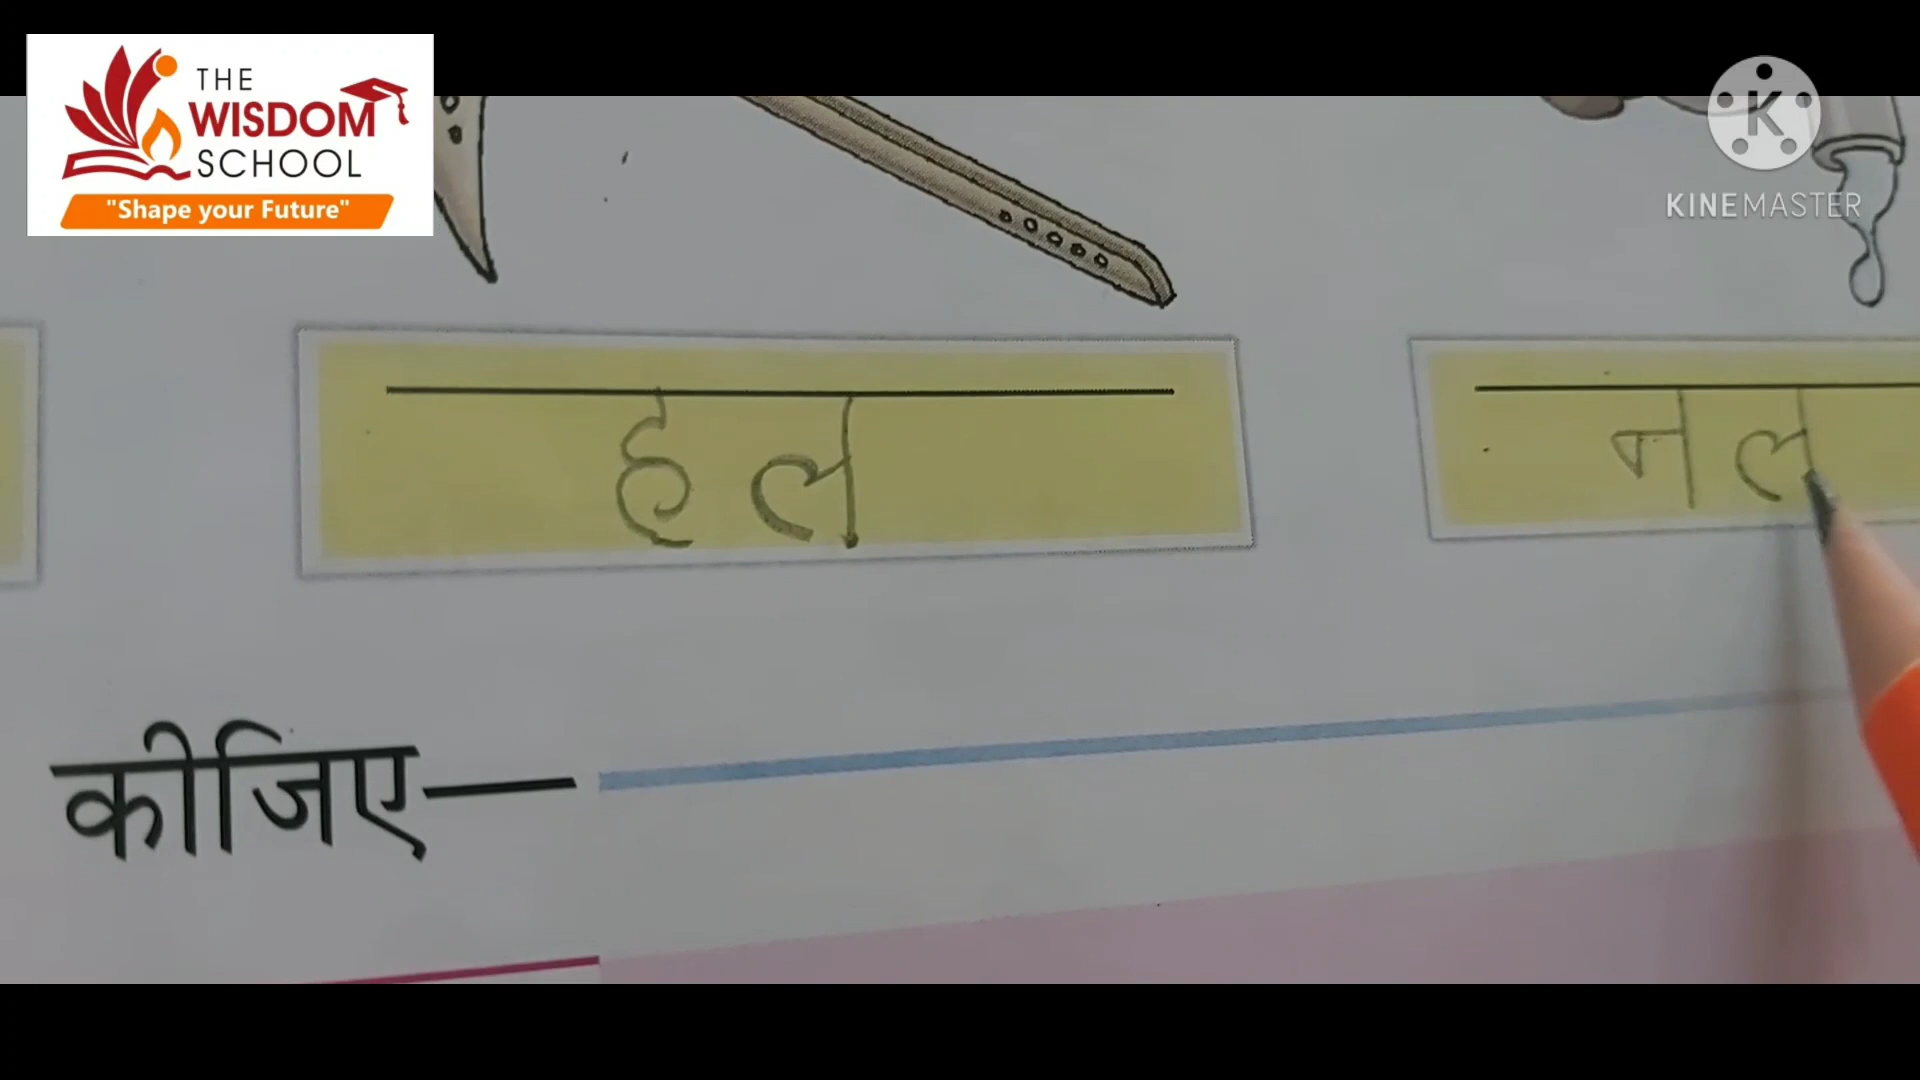 THE
WISDOM
SCHOOL
"Shape your Future"
K
KINEMASTER
हल
नल
कीजिए—